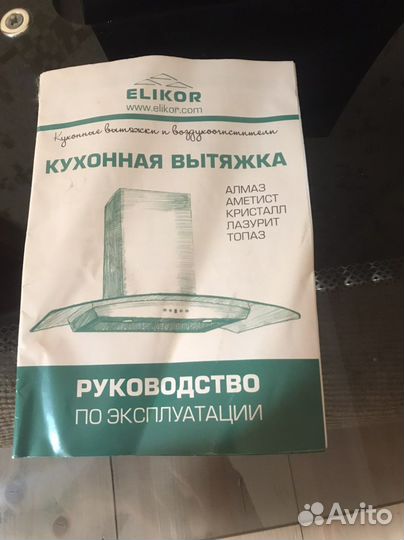 ELIKOR
www.elikor.com
Кухонные вытяжки и воздухоочистители
КУХОННАЯ ВЫТЯЖКА
АЛМАЗ
АМЕТИСТ
КРИСТАЛЛ
ЛАЗУРИТ
ТОПАЗ
РУКОВОДСТВО
ПО ЭКСПЛУАТАЦИИ
Avito